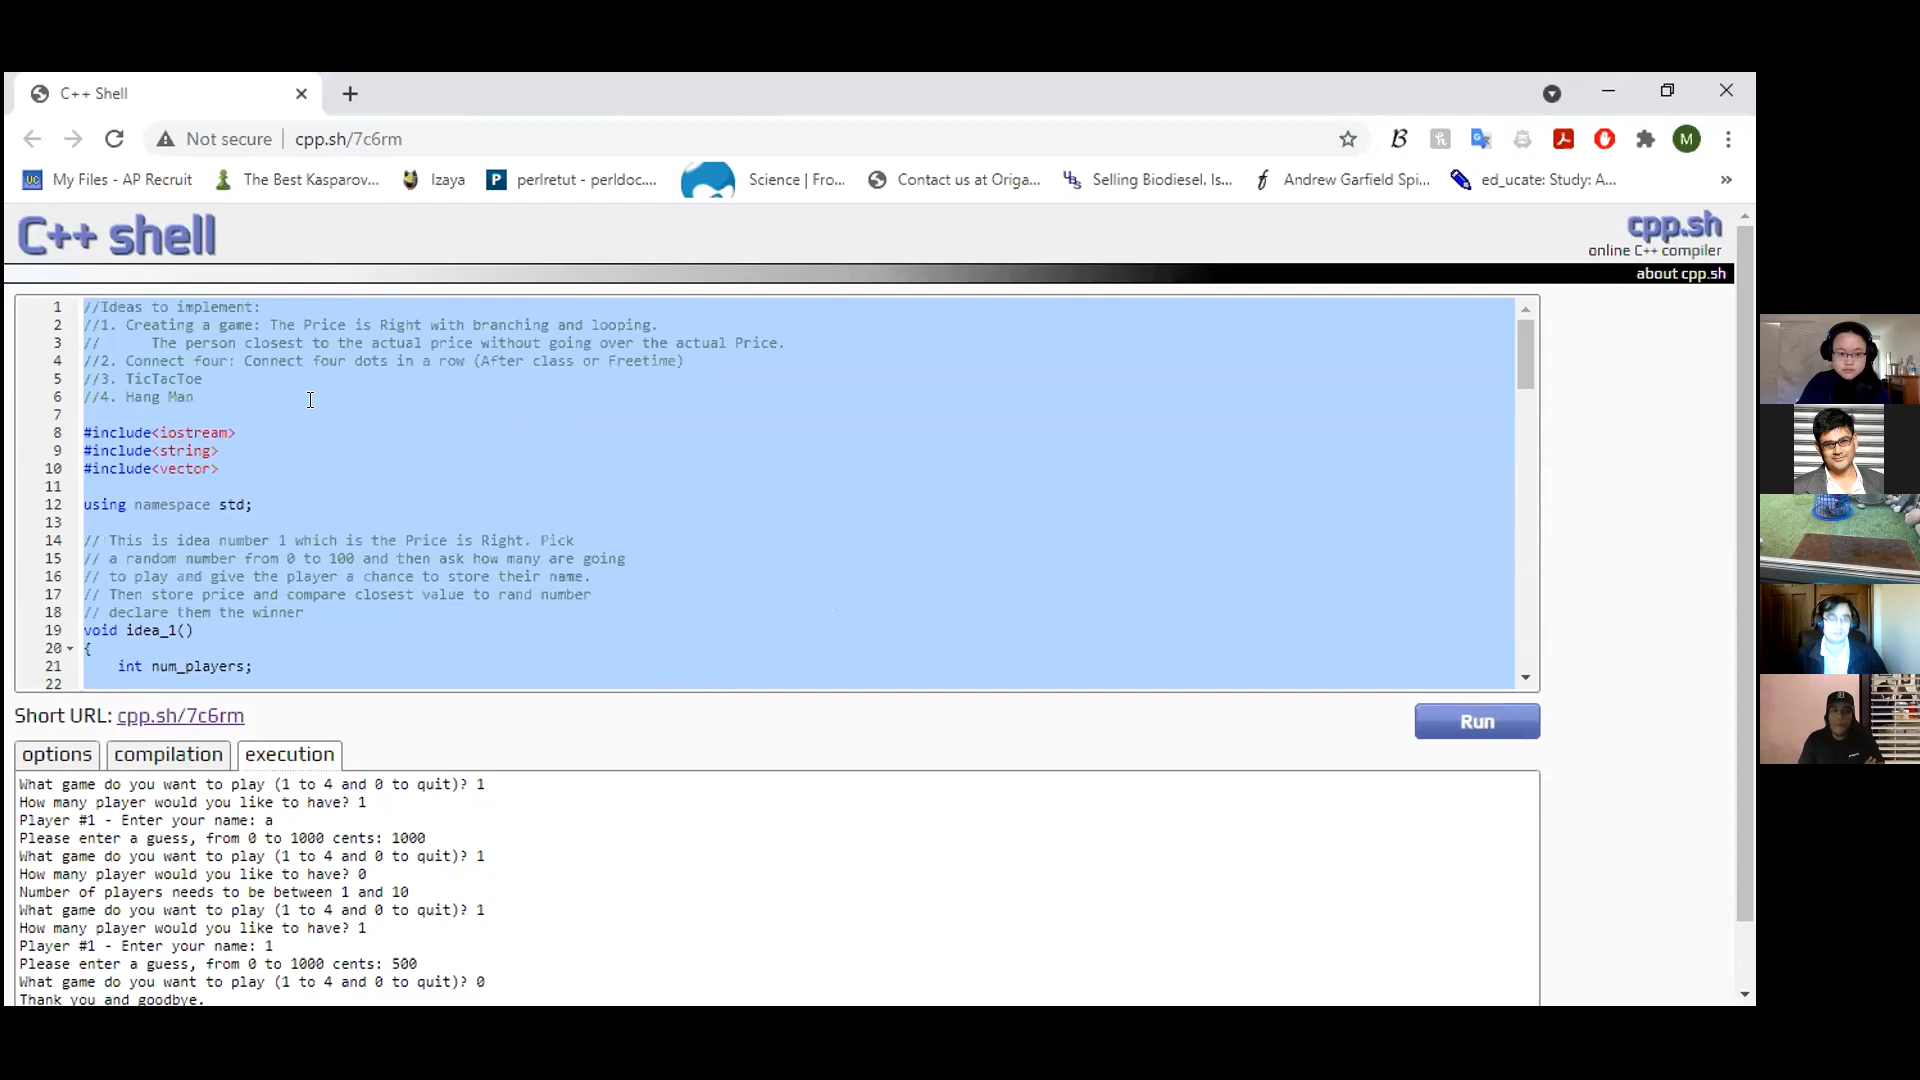 C++ Shell
Not secure
cpp.sh/7c6rm
M
UC
My Files - AP Recruit
The Best Kasparov...
Izaya
P
perlretut - perldoc....
Science | Fro...
Contact us at Origa...
Selling Biodiesel. Is...
Andrew Garfield Spi...
ed_ucate: Study: A...
»
C++ shell
cpp.sh
online C++ compiler
about cpp.sh
1 //Ideas to implement:
2 //1. Creating a game: The Price is Right with branching and looping.
3 // The person closest to the actual price without going over the actual Price.
4 //2. Connect four: Connect four dots in a row (After class or Freetime)
5 //3. TicTacToe
6 //4. Hang Man
7
8 #include<iostream>
9 #include<string>
10 #include<vector>
11
12 using namespace std;
13
14 // This is idea number 1 which is the Price is Right. Pick
15 // a random number from 0 to 100 and then ask how many are going
16 // to play and give the player a chance to store their name.
17 // Then store price and compare closest value to rand number
18 // declare them the winner
19 void idea_1()
20 {
21 int num_players;
22
Short URL: cpp.sh/7c6rm
Run
options
compilation
execution
What game do you want to play (1 to 4 and 0 to quit)? 1
How many player would you like to have? 1
Player #1 - Enter your name: a
Please enter a guess, from 0 to 1000 cents: 1000
What game do you want to play (1 to 4 and 0 to quit)? 1
How many player would you like to have? 0
Number of players needs to be between 1 and 10
What game do you want to play (1 to 4 and 0 to quit)? 1
How many player would you like to have? 1
Player #1 - Enter your name: 1
Please enter a guess, from 0 to 1000 cents: 500
What game do you want to play (1 to 4 and 0 to quit)? 0
Thank you and goodbye.